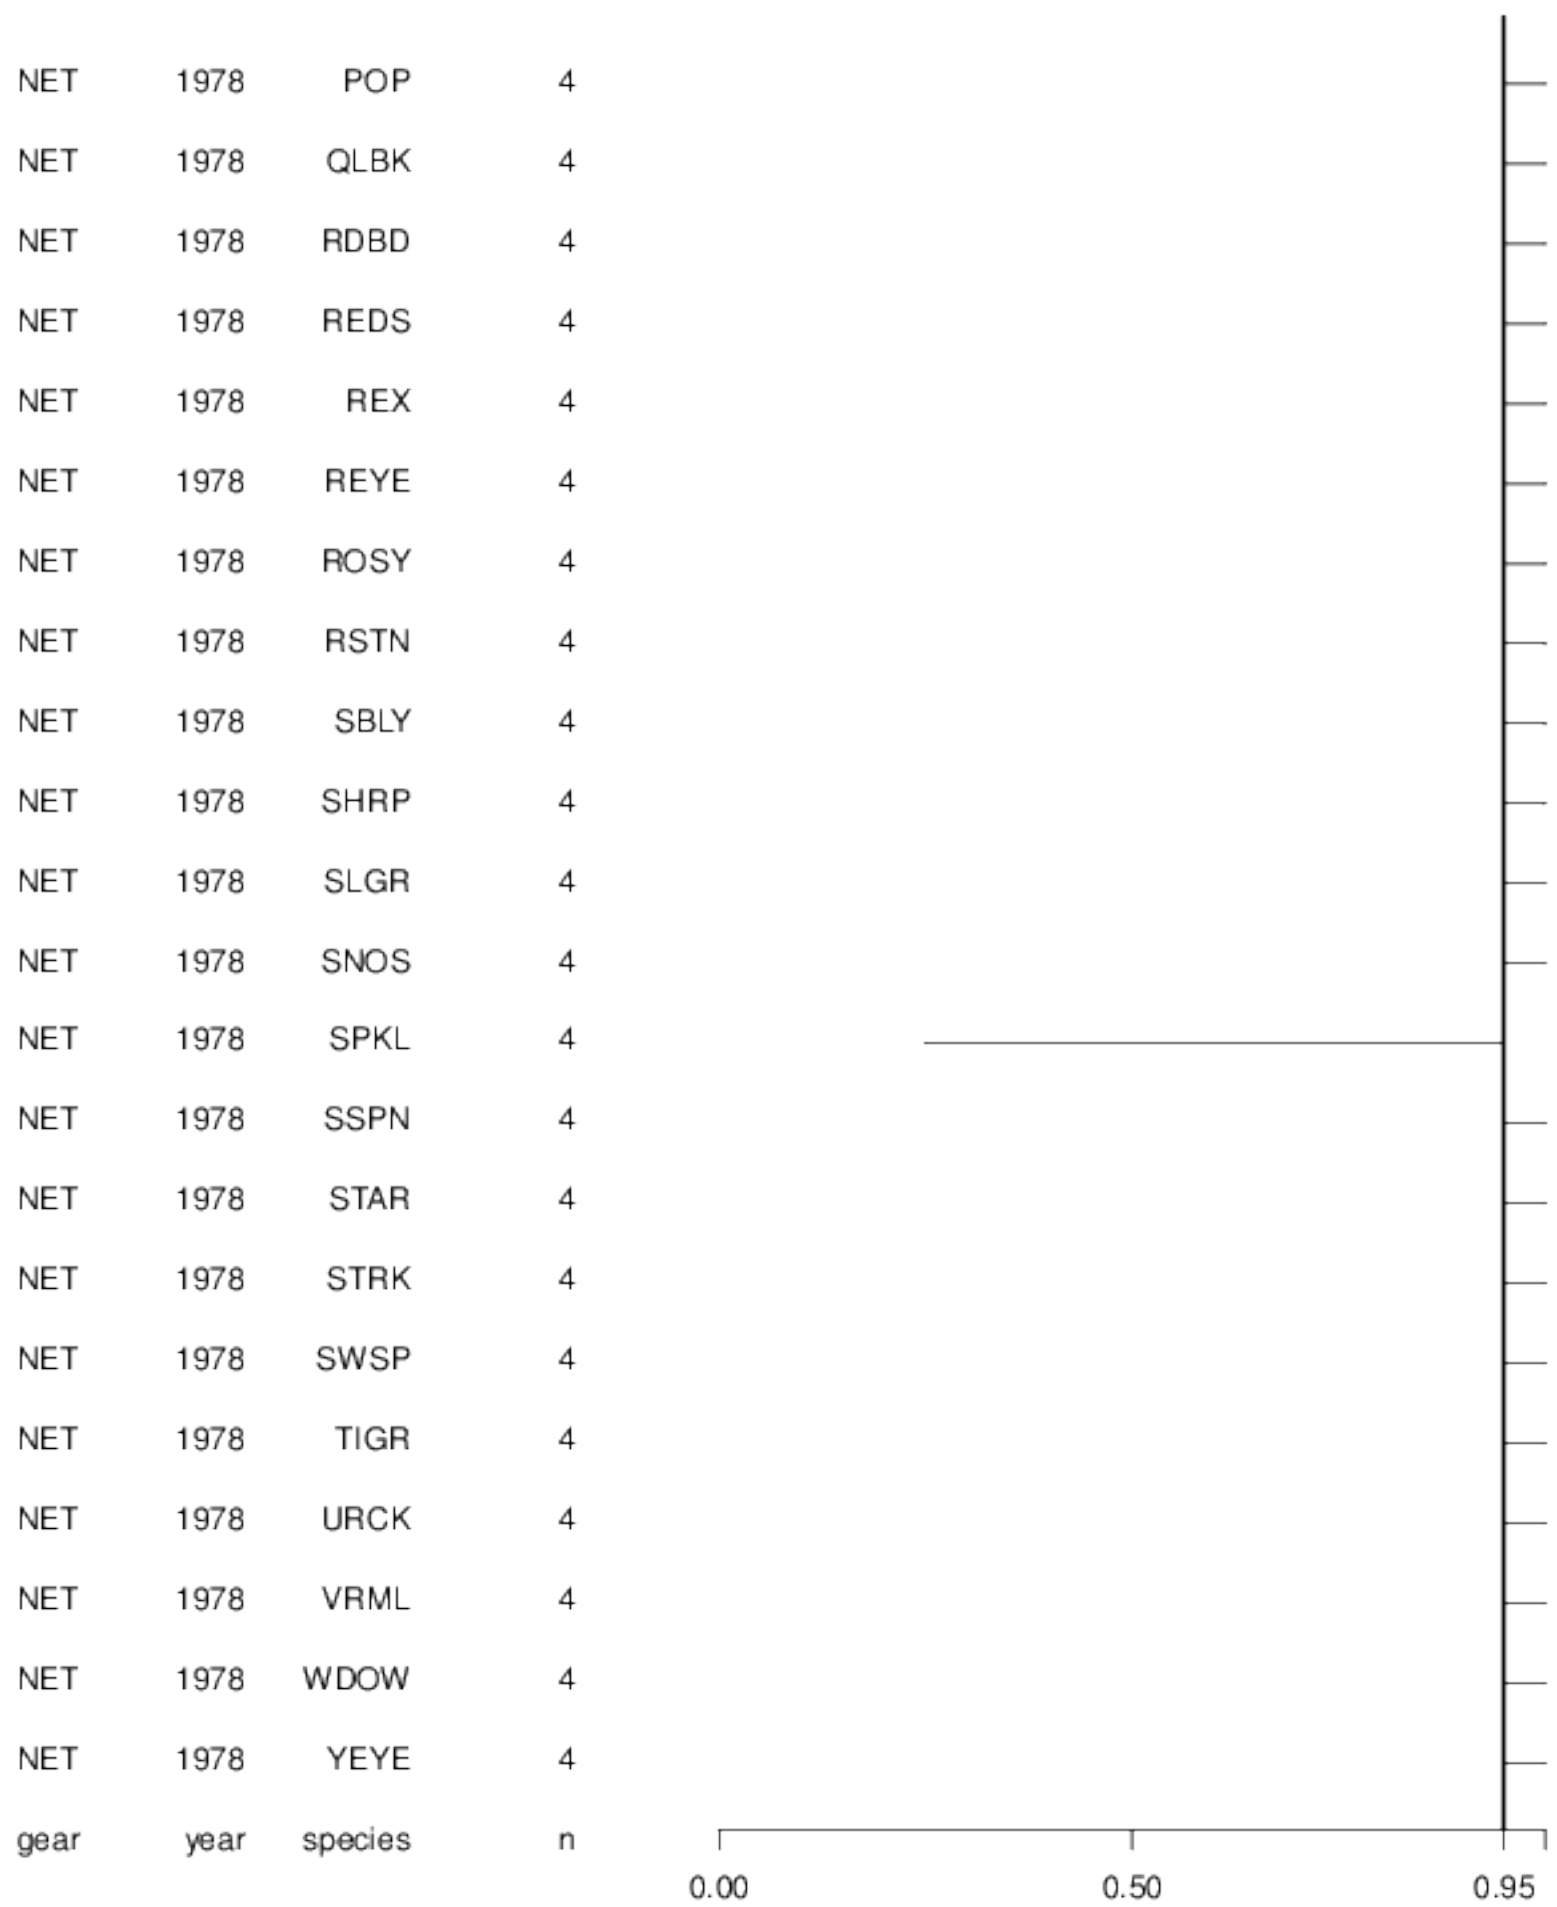 NET 1978 POP 4
NET 1978 QLBK 4
NET 1978 RDBD 4
NET 1978 REDS 4
NET 1978 REX 4
NET 1978 REYE 4
NET 1978 ROSY 4
NET 1978 RSTN 4
NET 1978 SBLY 4
NET 1978 SHRP 4
NET 1978 SLGR 4
NET 1978 SNOS 4
NET 1978 SPKL 4
NET 1978 SSPN 4
NET 1978 STAR 4
NET 1978 STRK 4
NET 1978 SWSP 4
NET 1978 TIGR 4
NET 1978 URCK 4
NET 1978 VRML 4
NET 1978 WDOW 4
NET 1978 YEYE 4
gear year species n
0.00 0.50 0.95